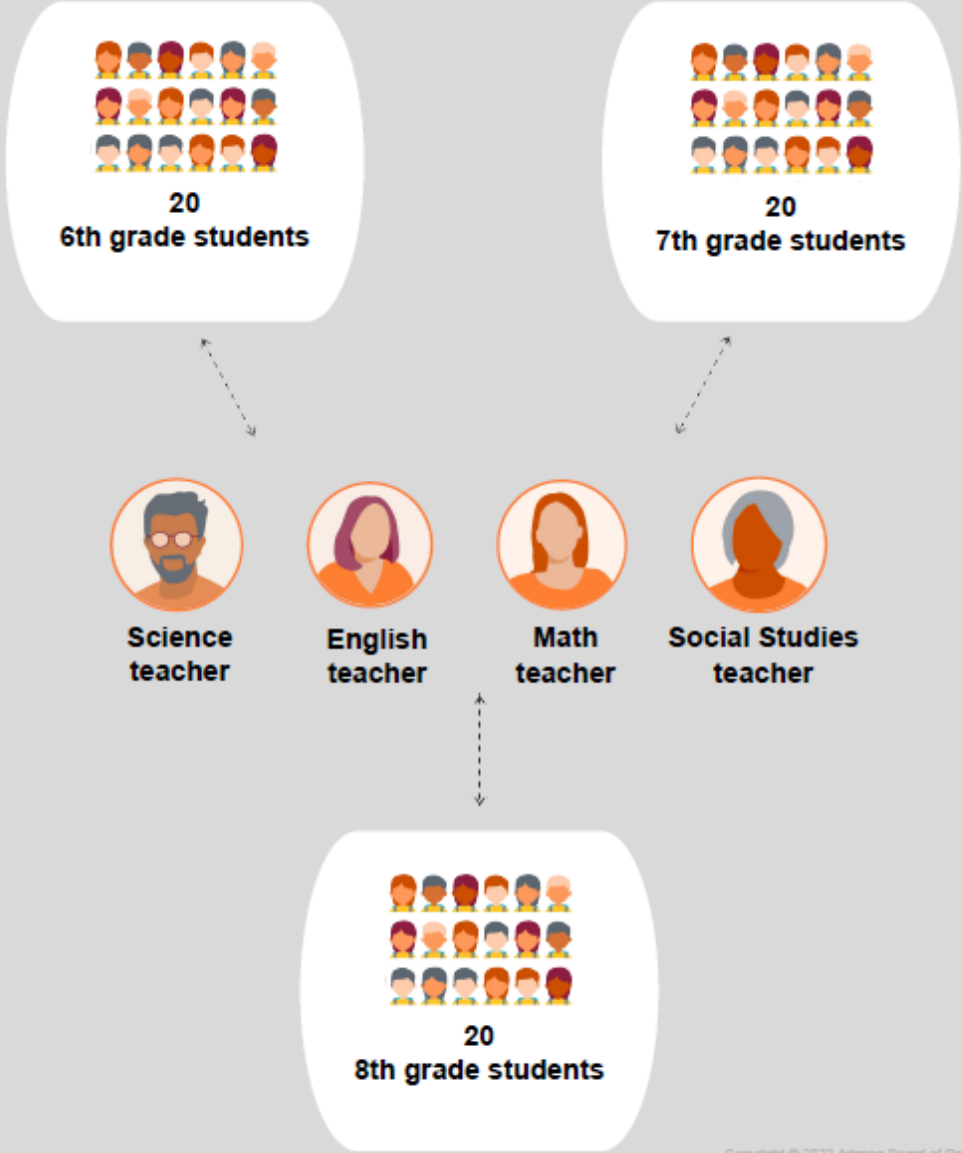 20
6th grade students
20
7th grade students
Science
teacher
English
teacher
Math
teacher
Social Studies
teacher
20
8th grade students